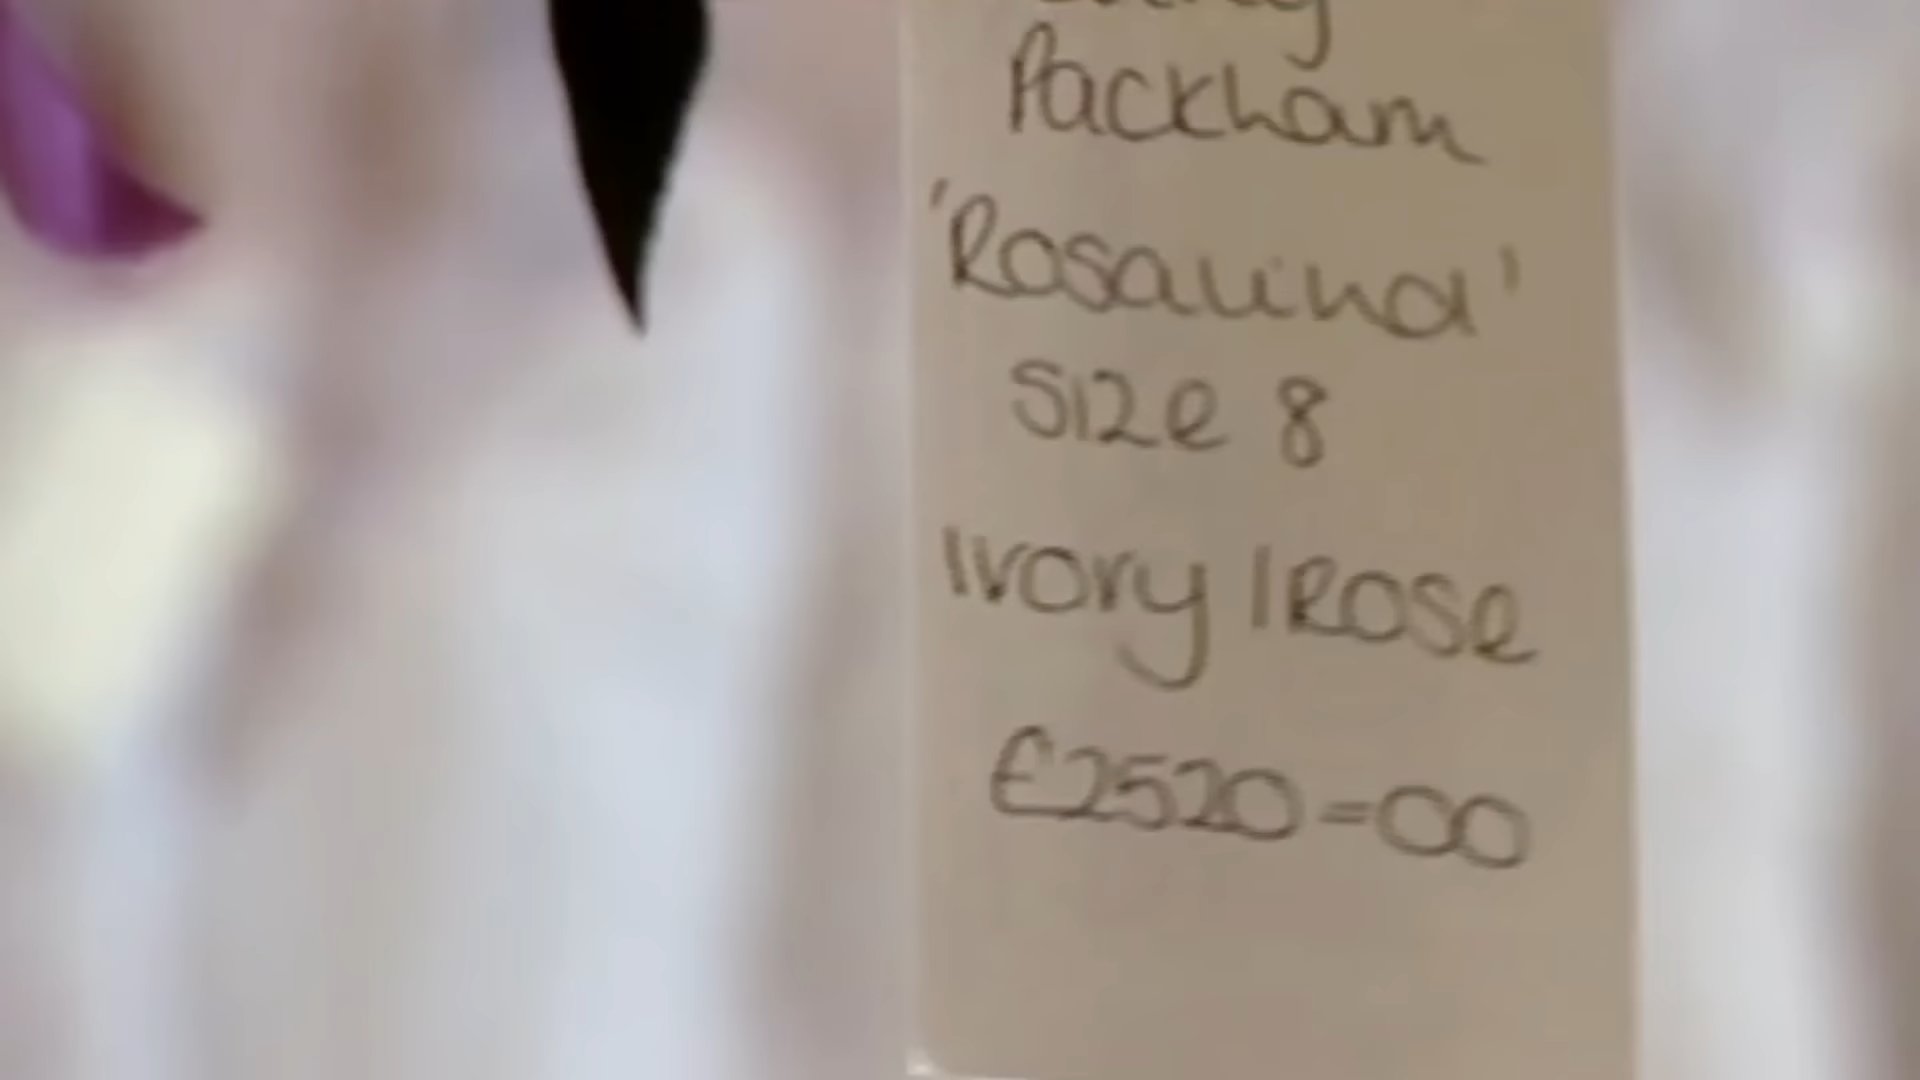 Packham
'Rosalind'
Size 8
Ivory / Rose
£2520=00